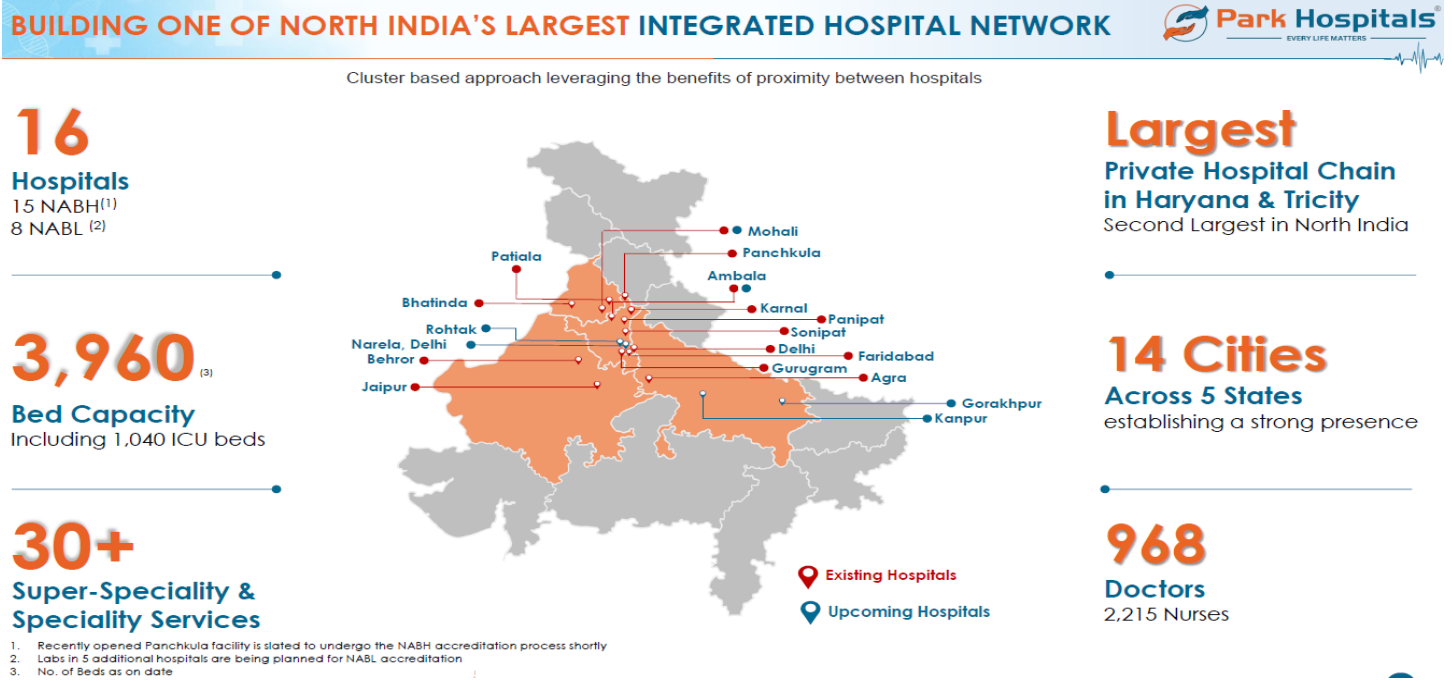 BUILDING ONE OF NORTH INDIA'S LARGEST INTEGRATED HOSPITAL NETWORK
Park Hospitals®
EVERY LIFE MATTERS
Cluster based approach leveraging the benefits of proximity between hospitals
16
Hospitals
15 NABH(1)
8 NABL (2)
3,960 (3)
Bed Capacity
Including 1,040 ICU beds
30+
Super-Speciality &
Speciality Services
Mohali
Panchkula
Patiala
Ambala
Bhatinda
Karnal
Panipat
Rohtak
Sonipat
Narela, Delhi
Delhi
Behror
Faridabad
Gurugram
Agra
Jaipur
Gorakhpur
Kanpur
Existing Hospitals
Upcoming Hospitals
Largest
Private Hospital Chain
in Haryana & Tricity
Second Largest in North India
14 Cities
Across 5 States
establishing a strong presence
968
Doctors
2,215 Nurses
1. Recently opened Panchkula facility is slated to undergo the NABH accreditation process shortly
2. Labs in 5 additional hospitals are being planned for NABL accreditation
3. No. of Beds as on date